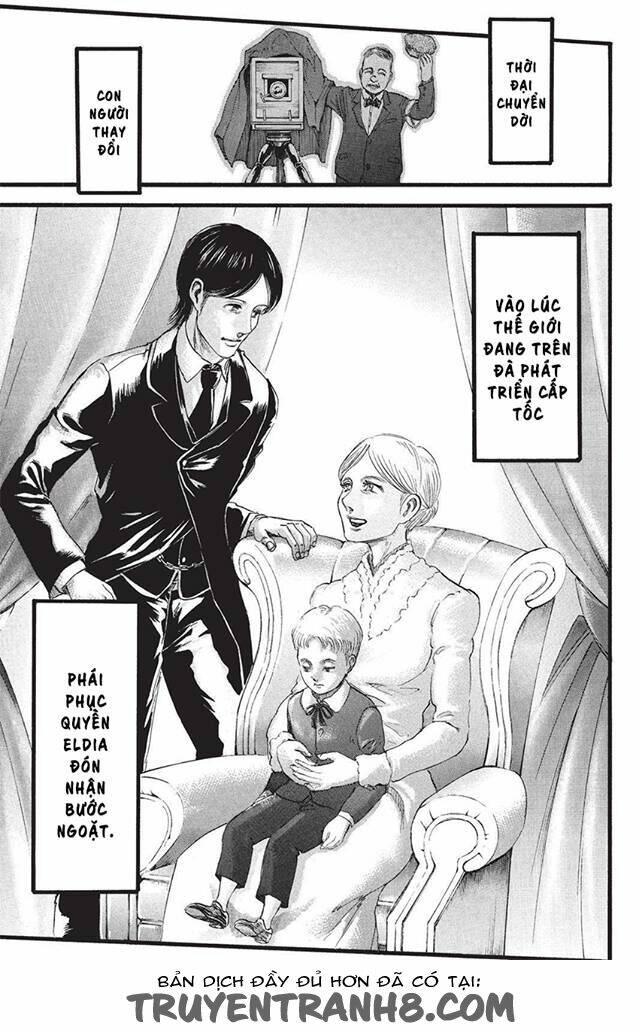 THỜI
ĐẠI
CHUYỂN
DỜI
CON
NGƯỜI
THAY
ĐỔI
VÀO LÚC
THẾ GIỚI
ĐANG TRÊN
ĐÀ PHÁT
TRIỂN CẤP
TỐC
PHÁI
PHỤC
QUYỀN
ELDIA
ĐÓN
NHẬN
BƯỚC
NGOẶT.
BẢN DỊCH ĐẦY ĐỦ HƠN ĐÃ CÓ TẠI:
TRUYENTRANH8.COM